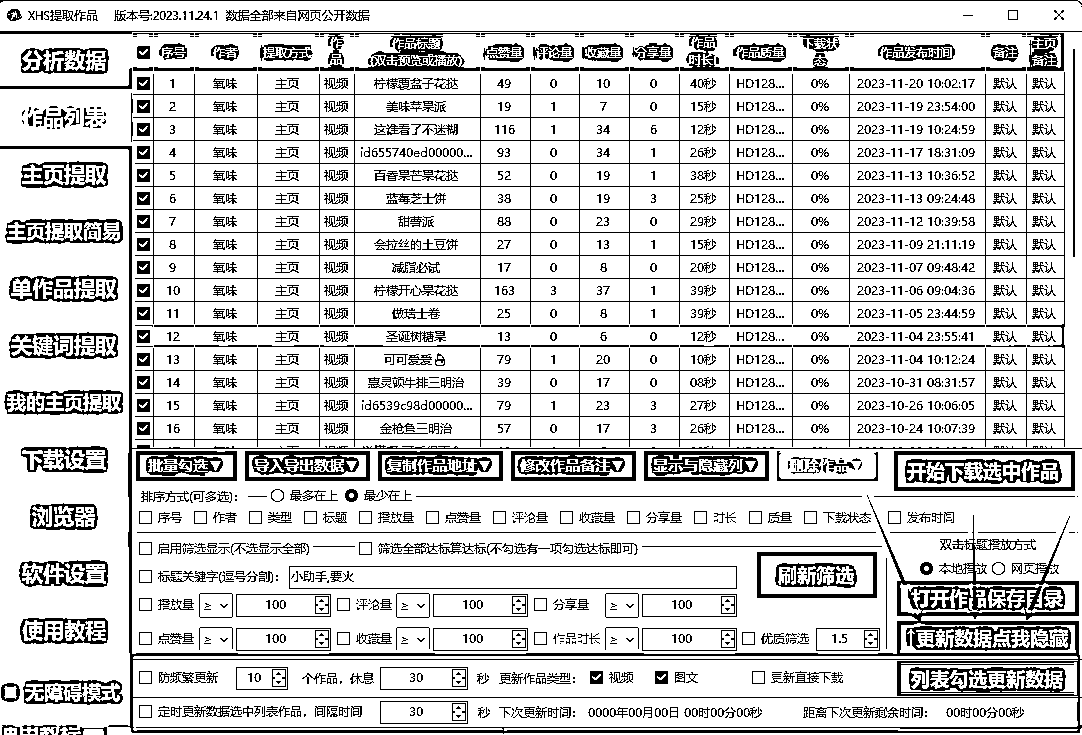 XHS提取作品 版本号:2023.11.24.1 数据全部来自网页公开数据
分析数据
作品列表
主页提取
主页提取简易
单作品提取
关键词提取
我的主页提取
下载设置
浏览器
软件设置
使用教程
无障碍模式
序号 作者 提取方式 作品 作品标题(双击预览或播放) 点赞量 评论量 收藏量 分享量 作品时长 作品质量 下载状态 作品发布时间 备注 主页备注
1 氧味 主页 视频 柠檬覆盆子花挞 49 0 10 0 40秒 HD128... 0% 2023-11-20 10:02:17 默认 默认
2 氧味 主页 视频 美味苹果派 19 1 7 0 15秒 HD128... 0% 2023-11-19 23:54:00 默认 默认
3 氧味 主页 视频 这谁看了不迷糊 116 1 34 6 12秒 HD128... 0% 2023-11-19 10:24:59 默认 默认
4 氧味 主页 视频 id655740ed00000... 93 0 34 1 26秒 HD128... 0% 2023-11-17 18:31:09 默认 默认
5 氧味 主页 视频 百香果芒果花挞 52 0 19 1 38秒 HD128... 0% 2023-11-13 10:36:52 默认 默认
6 氧味 主页 视频 蓝莓芝士饼 38 0 19 3 25秒 HD128... 0% 2023-11-13 09:24:48 默认 默认
7 氧味 主页 视频 甜薯派 88 0 23 0 29秒 HD128... 0% 2023-11-12 10:39:58 默认 默认
8 氧味 主页 视频 会拉丝的土豆饼 27 0 13 1 15秒 HD128... 0% 2023-11-09 21:11:19 默认 默认
9 氧味 主页 视频 减脂必试 17 0 8 0 20秒 HD128... 0% 2023-11-07 09:48:42 默认 默认
10 氧味 主页 视频 柠檬开心果花挞 163 3 37 1 39秒 HD128... 0% 2023-11-06 09:04:36 默认 默认
11 氧味 主页 视频 做瑞士卷 25 0 8 1 39秒 HD128... 0% 2023-11-05 23:44:59 默认 默认
12 氧味 主页 视频 圣诞树糖果 13 0 6 0 12秒 HD128... 0% 2023-11-04 23:55:41 默认 默认
13 氧味 主页 视频 可可爱爱 79 1 20 0 10秒 HD128... 0% 2023-11-04 10:12:24 默认 默认
14 氧味 主页 视频 惠灵顿牛排三明治 39 0 17 0 08秒 HD128... 0% 2023-10-31 08:31:57 默认 默认
15 氧味 主页 视频 id6539c98d00000... 79 1 23 3 27秒 HD128... 0% 2023-10-26 10:06:05 默认 默认
16 氧味 主页 视频 金枪鱼三明治 57 0 17 3 26秒 HD128... 0% 2023-10-24 10:07:39 默认 默认
批量勾选▽ 导入导出数据▽ 复制作品地址▽ 修改作品备注▽ 显示与隐藏列▽ 删除作品▽ 开始下载选中作品
排序方式(可多选): 最多在上 最少在上
序号 作者 类型 标题 播放量 点赞量 评论量 收藏量 分享量 时长 质量 下载状态 发布时间
启用筛选显示(不选显示全部) 筛选全部达标算达标(不勾选有一项勾选达标即可) 双击标题播放方式
标题关键字(逗号分割): 小助手,要火 刷新筛选 本地播放 网页播放
播放量 ≥ 100 评论量 ≥ 100 分享量 ≥ 100 打开作品保存目录
点赞量 ≥ 100 收藏量 ≥ 100 作品时长 ≥ 100 优质筛选 1.5 ↑更新数据点我隐藏
防频繁更新 10 个作品，休息 30 秒 更新作品类型: 视频 图文 更新直接下载 列表勾选更新数据
定时更新数据选中列表作品，间隔时间 30 秒 下次更新时间: 0000年00月00日 00时00分00秒 距离下次更新剩余时间: 00时00分00秒